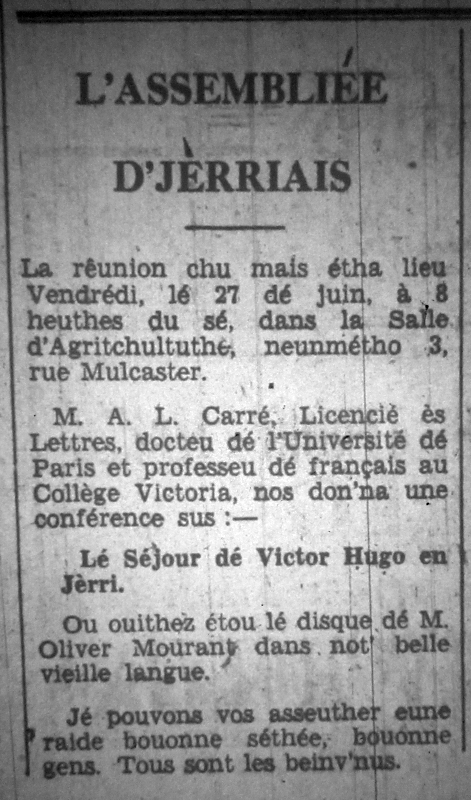 L'ASSEMBLIÉE
D'JÈRRIAIS
La rêunion chu mais étha lieu
Vendrédi, lé 27 dé juin, à 8
heuthes du sé, dans la Salle
d'Agritchultuthe, neunmétho 3,
rue Mulcaster.
M. A. L. Carré, Licencié ès
Lettres, docteu dé l'Université dé
Paris et professeu dé français au
Collège Victoria, nos don'na une
conférence sus :—
Lé Séjour dé Victor Hugo en
Jèrri.
Ou ouithez étou lé disque dé M.
Oliver Mourant dans not' belle
vieille langue.
Jé pouvons vos asseuther eune
raide bouonne séthée, bouonne
gens. Tous sont les beinv'nus.